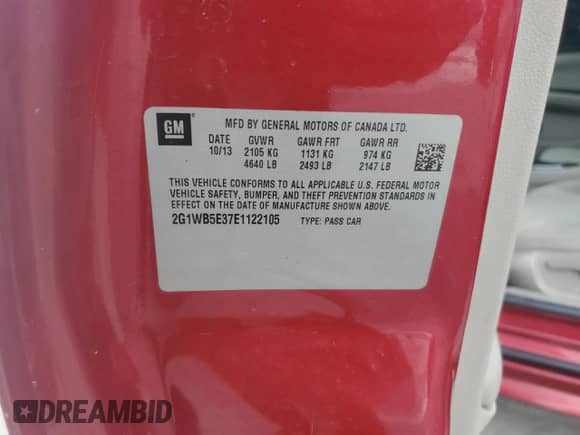 GM
MFD BY GENERAL MOTORS OF CANADA LTD.
DATE GVWR GAWR FRT GAWR RR
10/13 2105 KG 1131 KG 974 KG
4640 LB 2493 LB 2147 LB
THIS VEHICLE CONFORMS TO ALL APPLICABLE U.S. FEDERAL MOTOR
VEHICLE SAFETY, BUMPER, AND THEFT PREVENTION STANDARDS IN
EFFECT ON THE DATE OF MANUFACTURE SHOWN ABOVE.
2G1WB5E37E1122105 TYPE: PASS CAR
DREAMBID